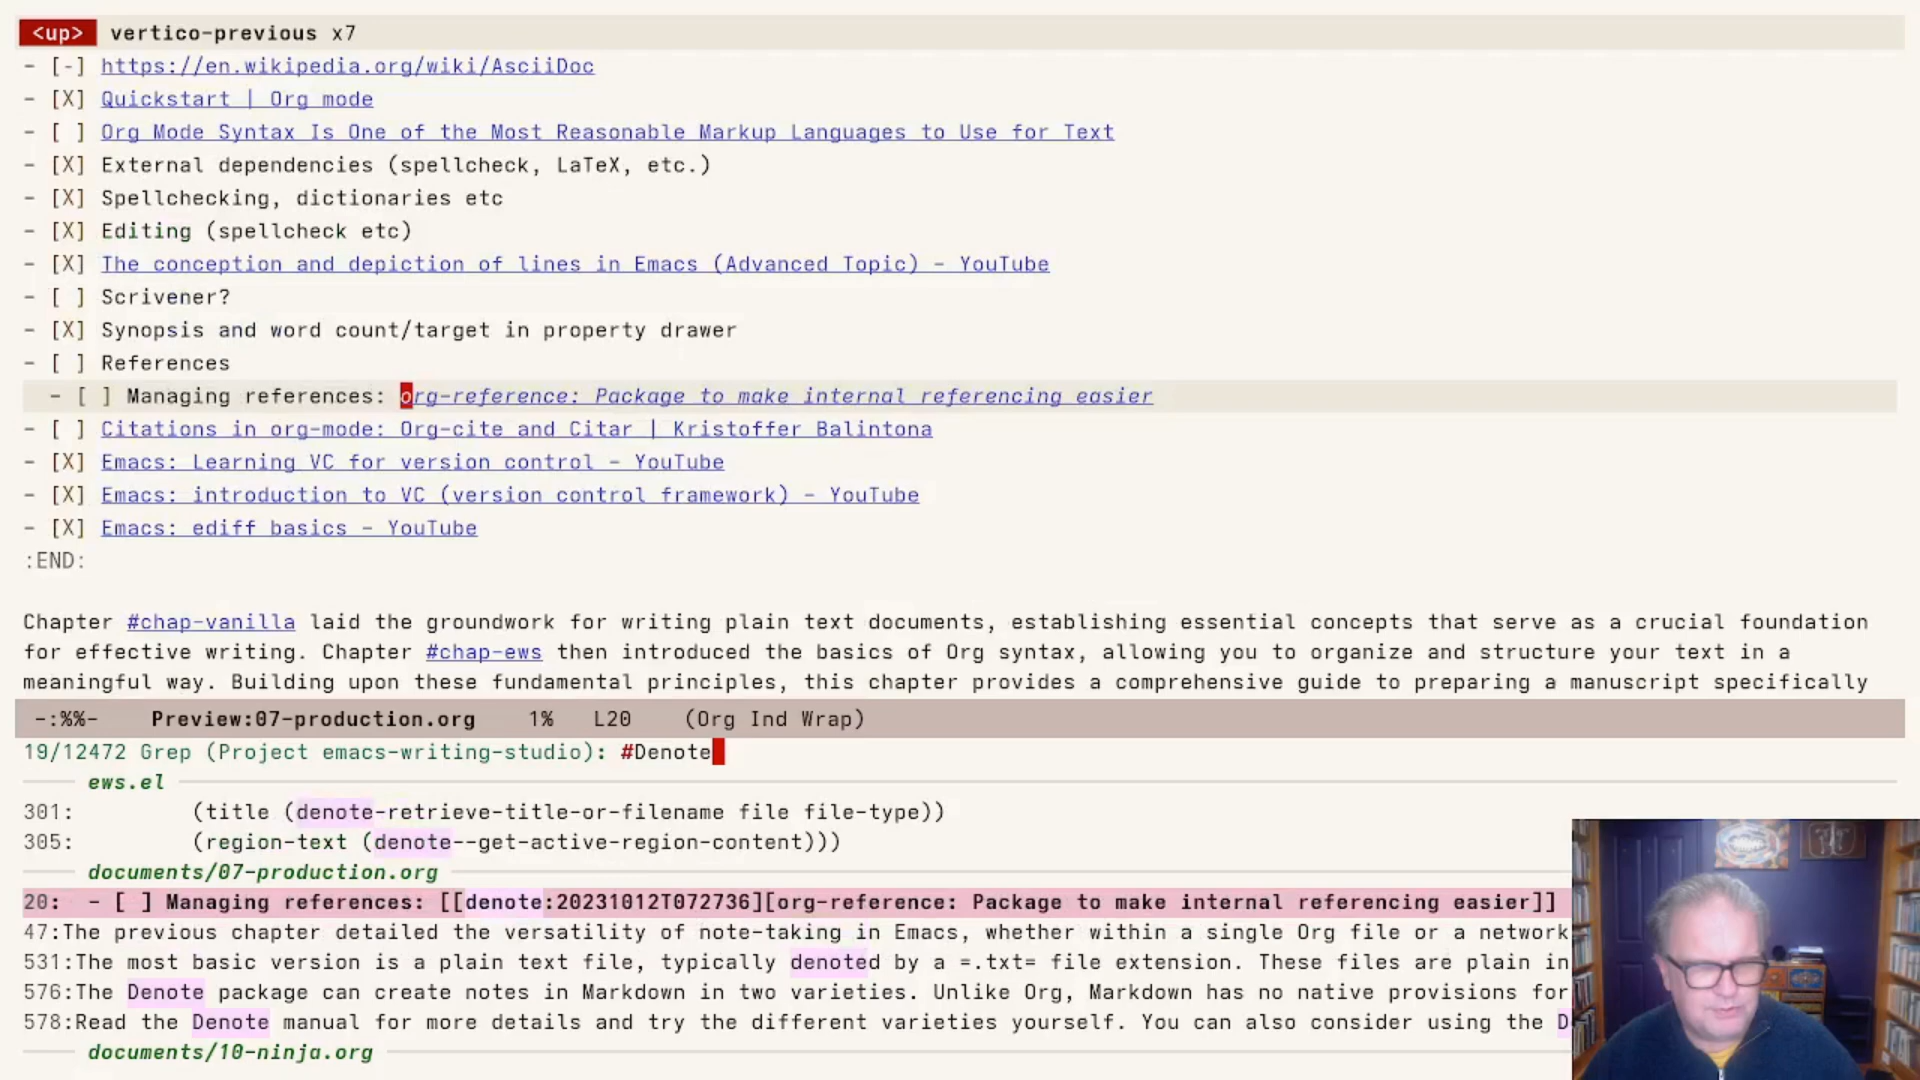 <up> vertico-previous x7
- [-] https://en.wikipedia.org/wiki/AsciiDoc
- [X] Quickstart | Org mode
- [ ] Org Mode Syntax Is One of the Most Reasonable Markup Languages to Use for Text
- [X] External dependencies (spellcheck, LaTeX, etc.)
- [X] Spellchecking, dictionaries etc
- [X] Editing (spellcheck etc)
- [X] The conception and depiction of lines in Emacs (Advanced Topic) - YouTube
- [ ] Scrivener?
- [X] Synopsis and word count/target in property drawer
- [ ] References
- [ ] Managing references: org-reference: Package to make internal referencing easier
- [ ] Citations in org-mode: Org-cite and Citar | Kristoffer Balintona
- [X] Emacs: Learning VC for version control - YouTube
- [X] Emacs: introduction to VC (version control framework) - YouTube
- [X] Emacs: ediff basics - YouTube
:END:
Chapter #chap-vanilla laid the groundwork for writing plain text documents, establishing essential concepts that serve as a crucial foundation
for effective writing. Chapter #chap-ews then introduced the basics of Org syntax, allowing you to organize and structure your text in a
meaningful way. Building upon these fundamental principles, this chapter provides a comprehensive guide to preparing a manuscript specifically
-:%%- Preview:07-production.org 1% L20 (Org Ind Wrap)
19/12472 Grep (Project emacs-writing-studio): #Denote
ews.el
301: (title (denote-retrieve-title-or-filename file file-type))
305: (region-text (denote--get-active-region-content)))
documents/07-production.org
20: - [ ] Managing references: [[denote:20231012T072736][org-reference: Package to make internal referencing easier]]
47:The previous chapter detailed the versatility of note-taking in Emacs, whether within a single Org file or a network
531:The most basic version is a plain text file, typically denoted by a =.txt= file extension. These files are plain in
576:The Denote package can create notes in Markdown in two varieties. Unlike Org, Markdown has no native provisions for
578:Read the Denote manual for more details and try the different varieties yourself. You can also consider using the D
documents/10-ninja.org